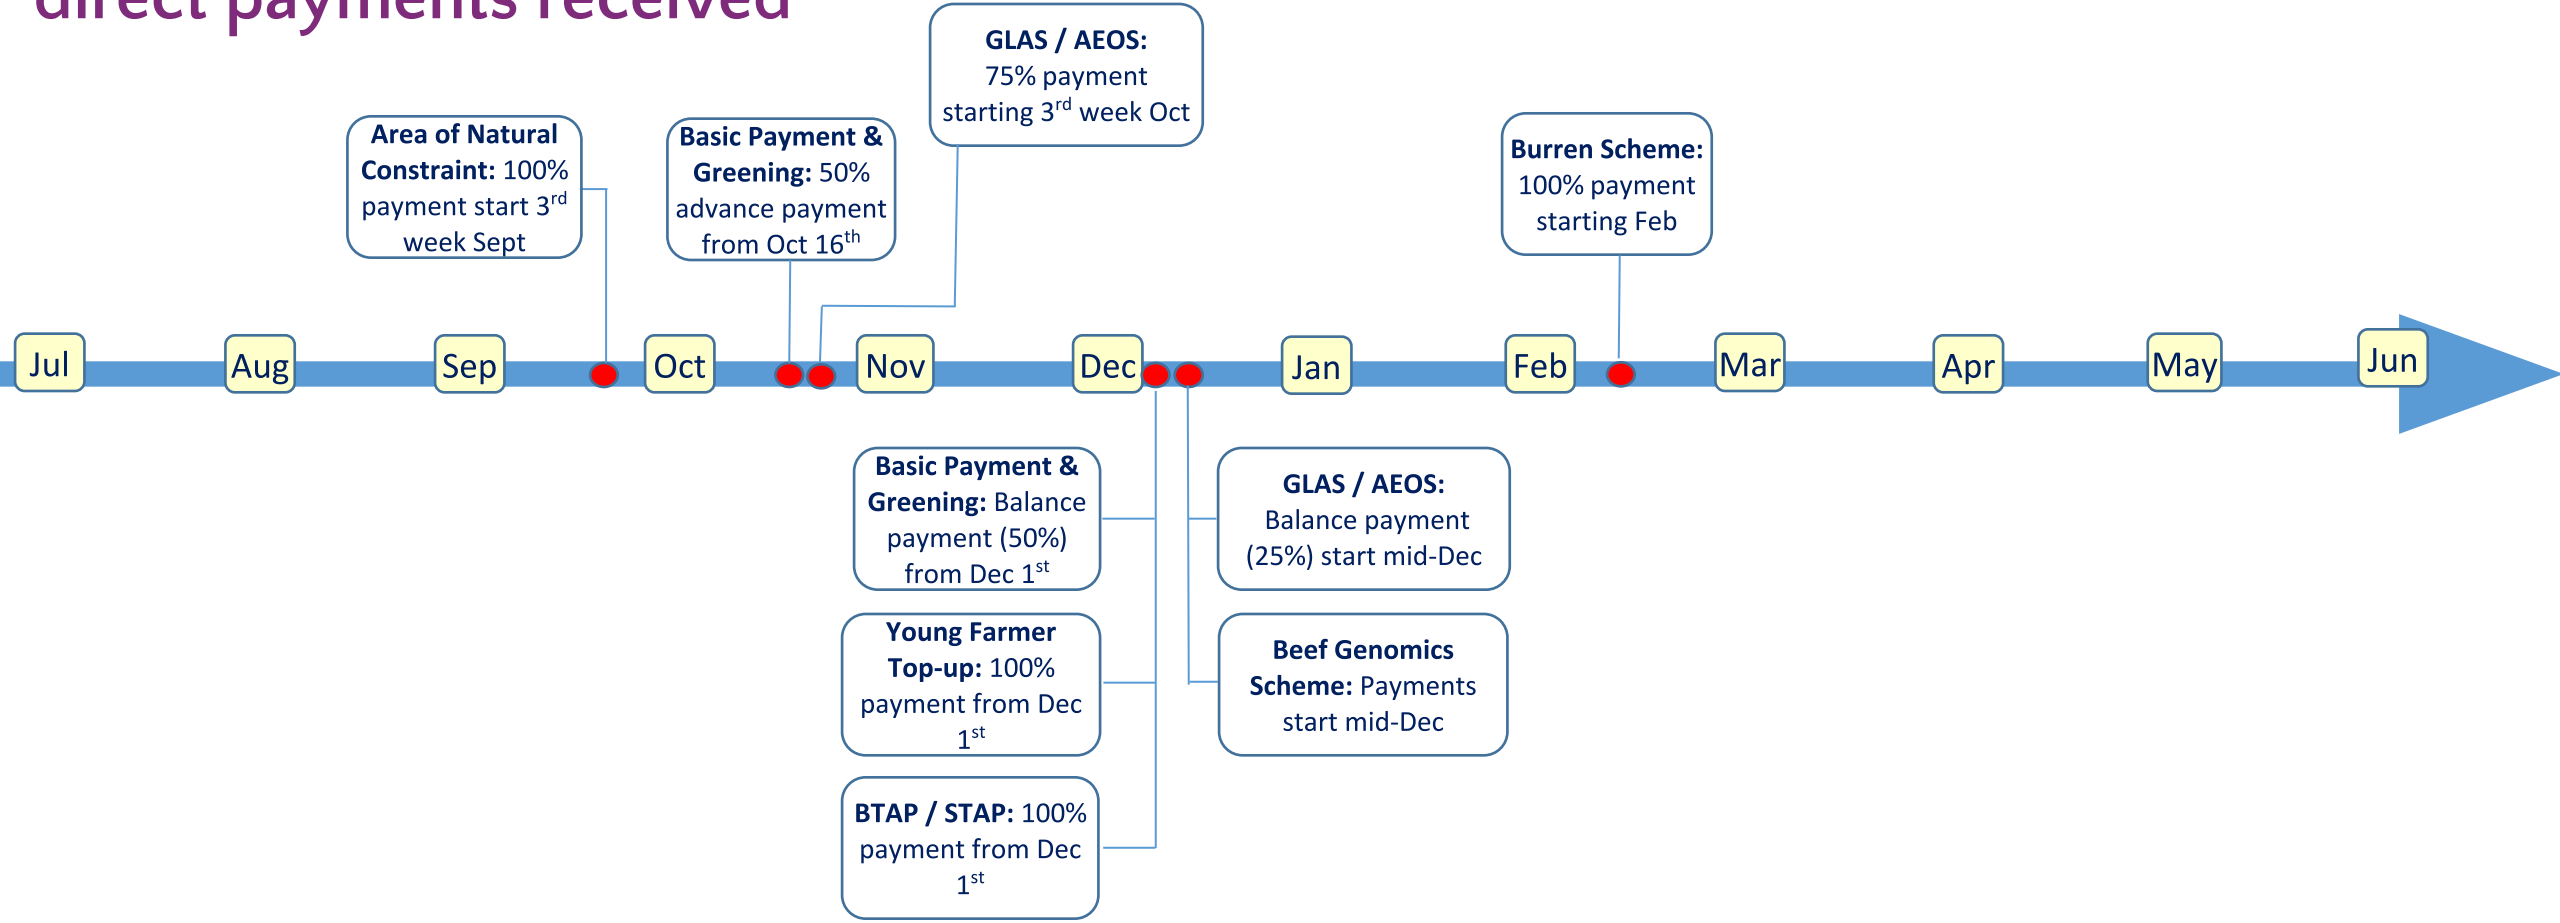 direct payments received
GLAS / AEOS:
75% payment
starting 3rd week Oct
Area of Natural
Constraint: 100%
payment start 3rd
week Sept
Basic Payment &
Greening: 50%
advance payment
from Oct 16th
Burren Scheme:
100% payment
starting Feb
Jul
Aug
Sep
Oct
Nov
Dec
Jan
Feb
Mar
Apr
May
Jun
Basic Payment &
Greening: Balance
payment (50%)
from Dec 1st
GLAS / AEOS:
Balance payment
(25%) start mid-Dec
Young Farmer
Top-up: 100%
payment from Dec
1st
Beef Genomics
Scheme: Payments
start mid-Dec
BTAP / STAP: 100%
payment from Dec
1st